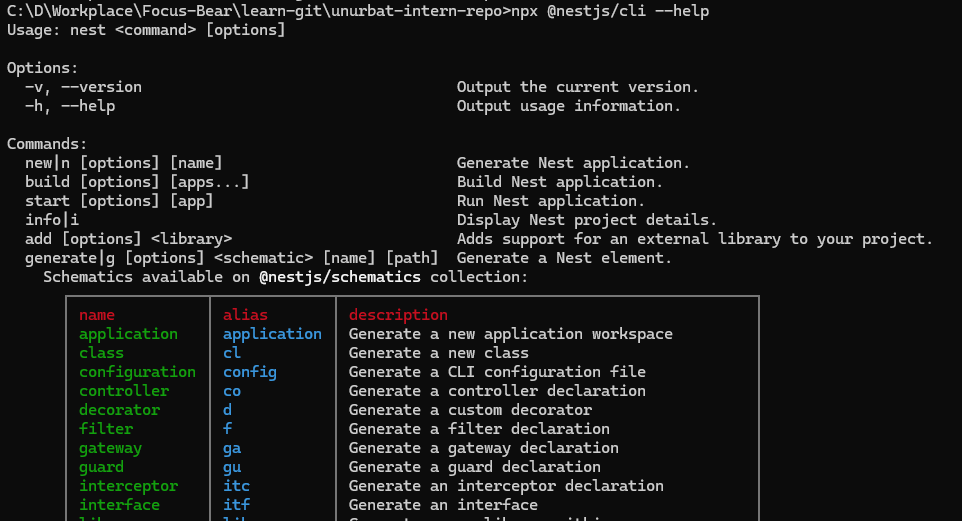 C:\D\Workplace\Focus-Bear\learn-git\unurbat-intern-repo>npx @nestjs/cli --help
Usage: nest <command> [options]
Options:
-v, --version Output the current version.
-h, --help Output usage information.
Commands:
new|n [options] [name] Generate Nest application.
build [options] [apps...] Build Nest application.
start [options] [app] Run Nest application.
info|i Display Nest project details.
add [options] <library> Adds support for an external library to your project.
generate|g [options] <schematic> [name] [path] Generate a Nest element.
Schematics available on @nestjs/schematics collection:
name alias description
application application Generate a new application workspace
class cl Generate a new class
configuration config Generate a CLI configuration file
controller co Generate a controller declaration
decorator d Generate a custom decorator
filter f Generate a filter declaration
gateway ga Generate a gateway declaration
guard gu Generate a guard declaration
interceptor itc Generate an interceptor declaration
interface itf Generate an interface